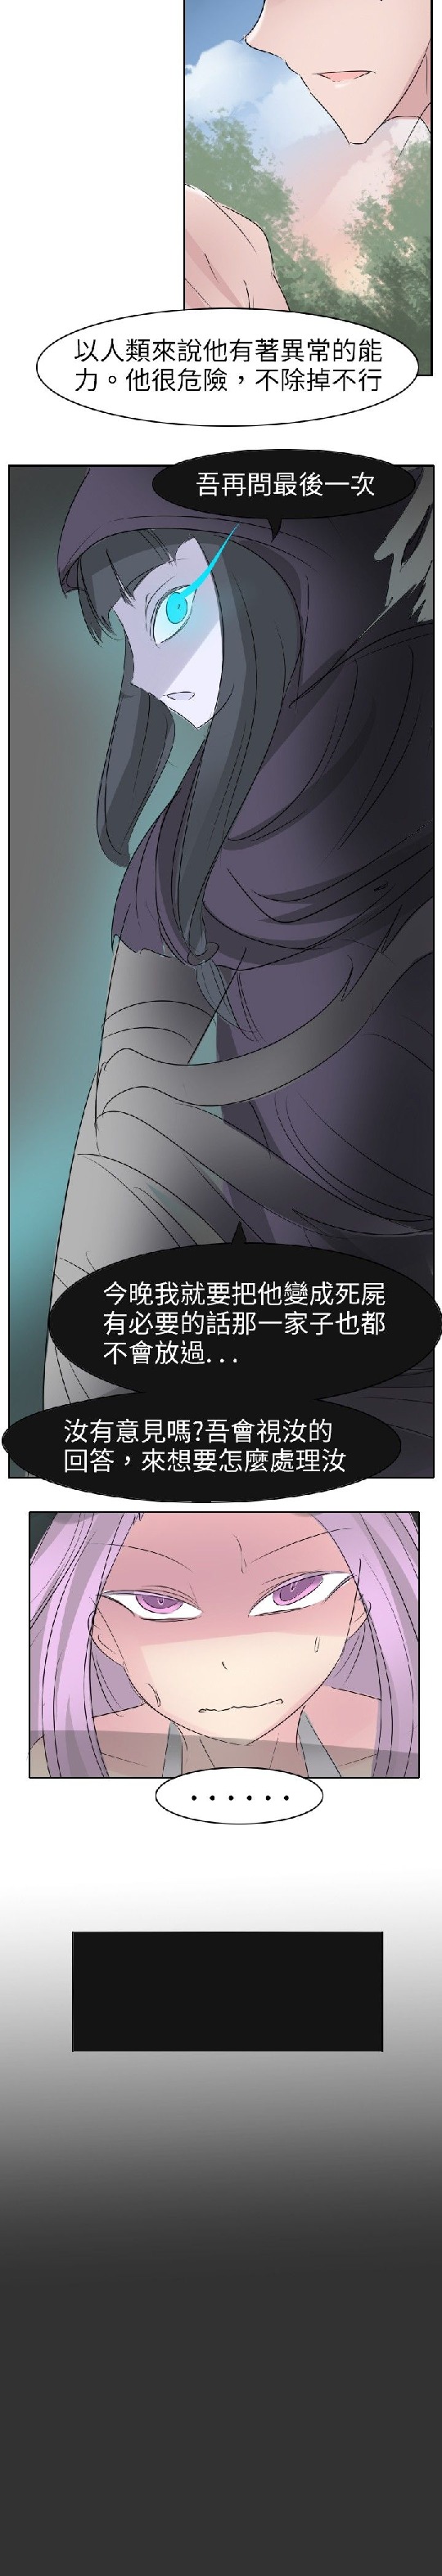 以人類來說他有著異常的能
力。他很危險，不除掉不行
吾再問最後一次
今晚我就要把他變成死屍
有必要的話那一家子也都
不會放過...
汝有意見嗎?吾會視汝的
回答，來想要怎麼處理汝
······